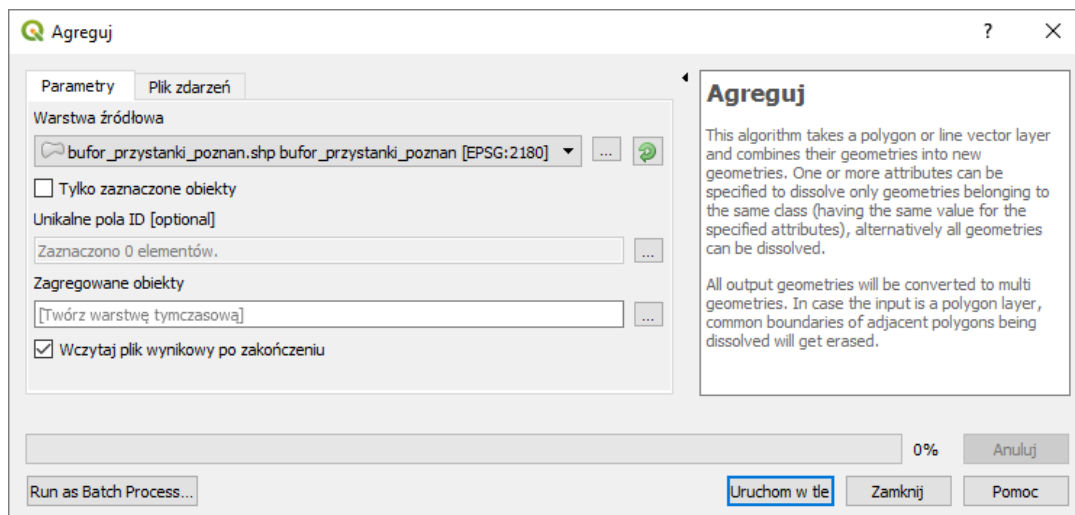 Agreguj
?
Parametry
Plik zdarzeń
Warstwa źródłowa
bufor_przystanki_poznan.shp bufor_przystanki_poznan [EPSG:2180]
...
Tylko zaznaczone obiekty
Unikalne pola ID [optional]
Zaznaczono 0 elementów.
...
Zagregowane obiekty
[Twórz warstwę tymczasową]
...
Wczytaj plik wynikowy po zakończeniu
Agreguj
This algorithm takes a polygon or line vector layer
and combines their geometries into new
geometries. One or more attributes can be
specified to dissolve only geometries belonging to
the same class (having the same value for the
specified attributes), alternatively all geometries
can be dissolved.
All output geometries will be converted to multi
geometries. In case the input is a polygon layer,
common boundaries of adjacent polygons being
dissolved will get erased.
0%
Anuluj
Run as Batch Process...
Uruchom w tle
Zamknij
Pomoc